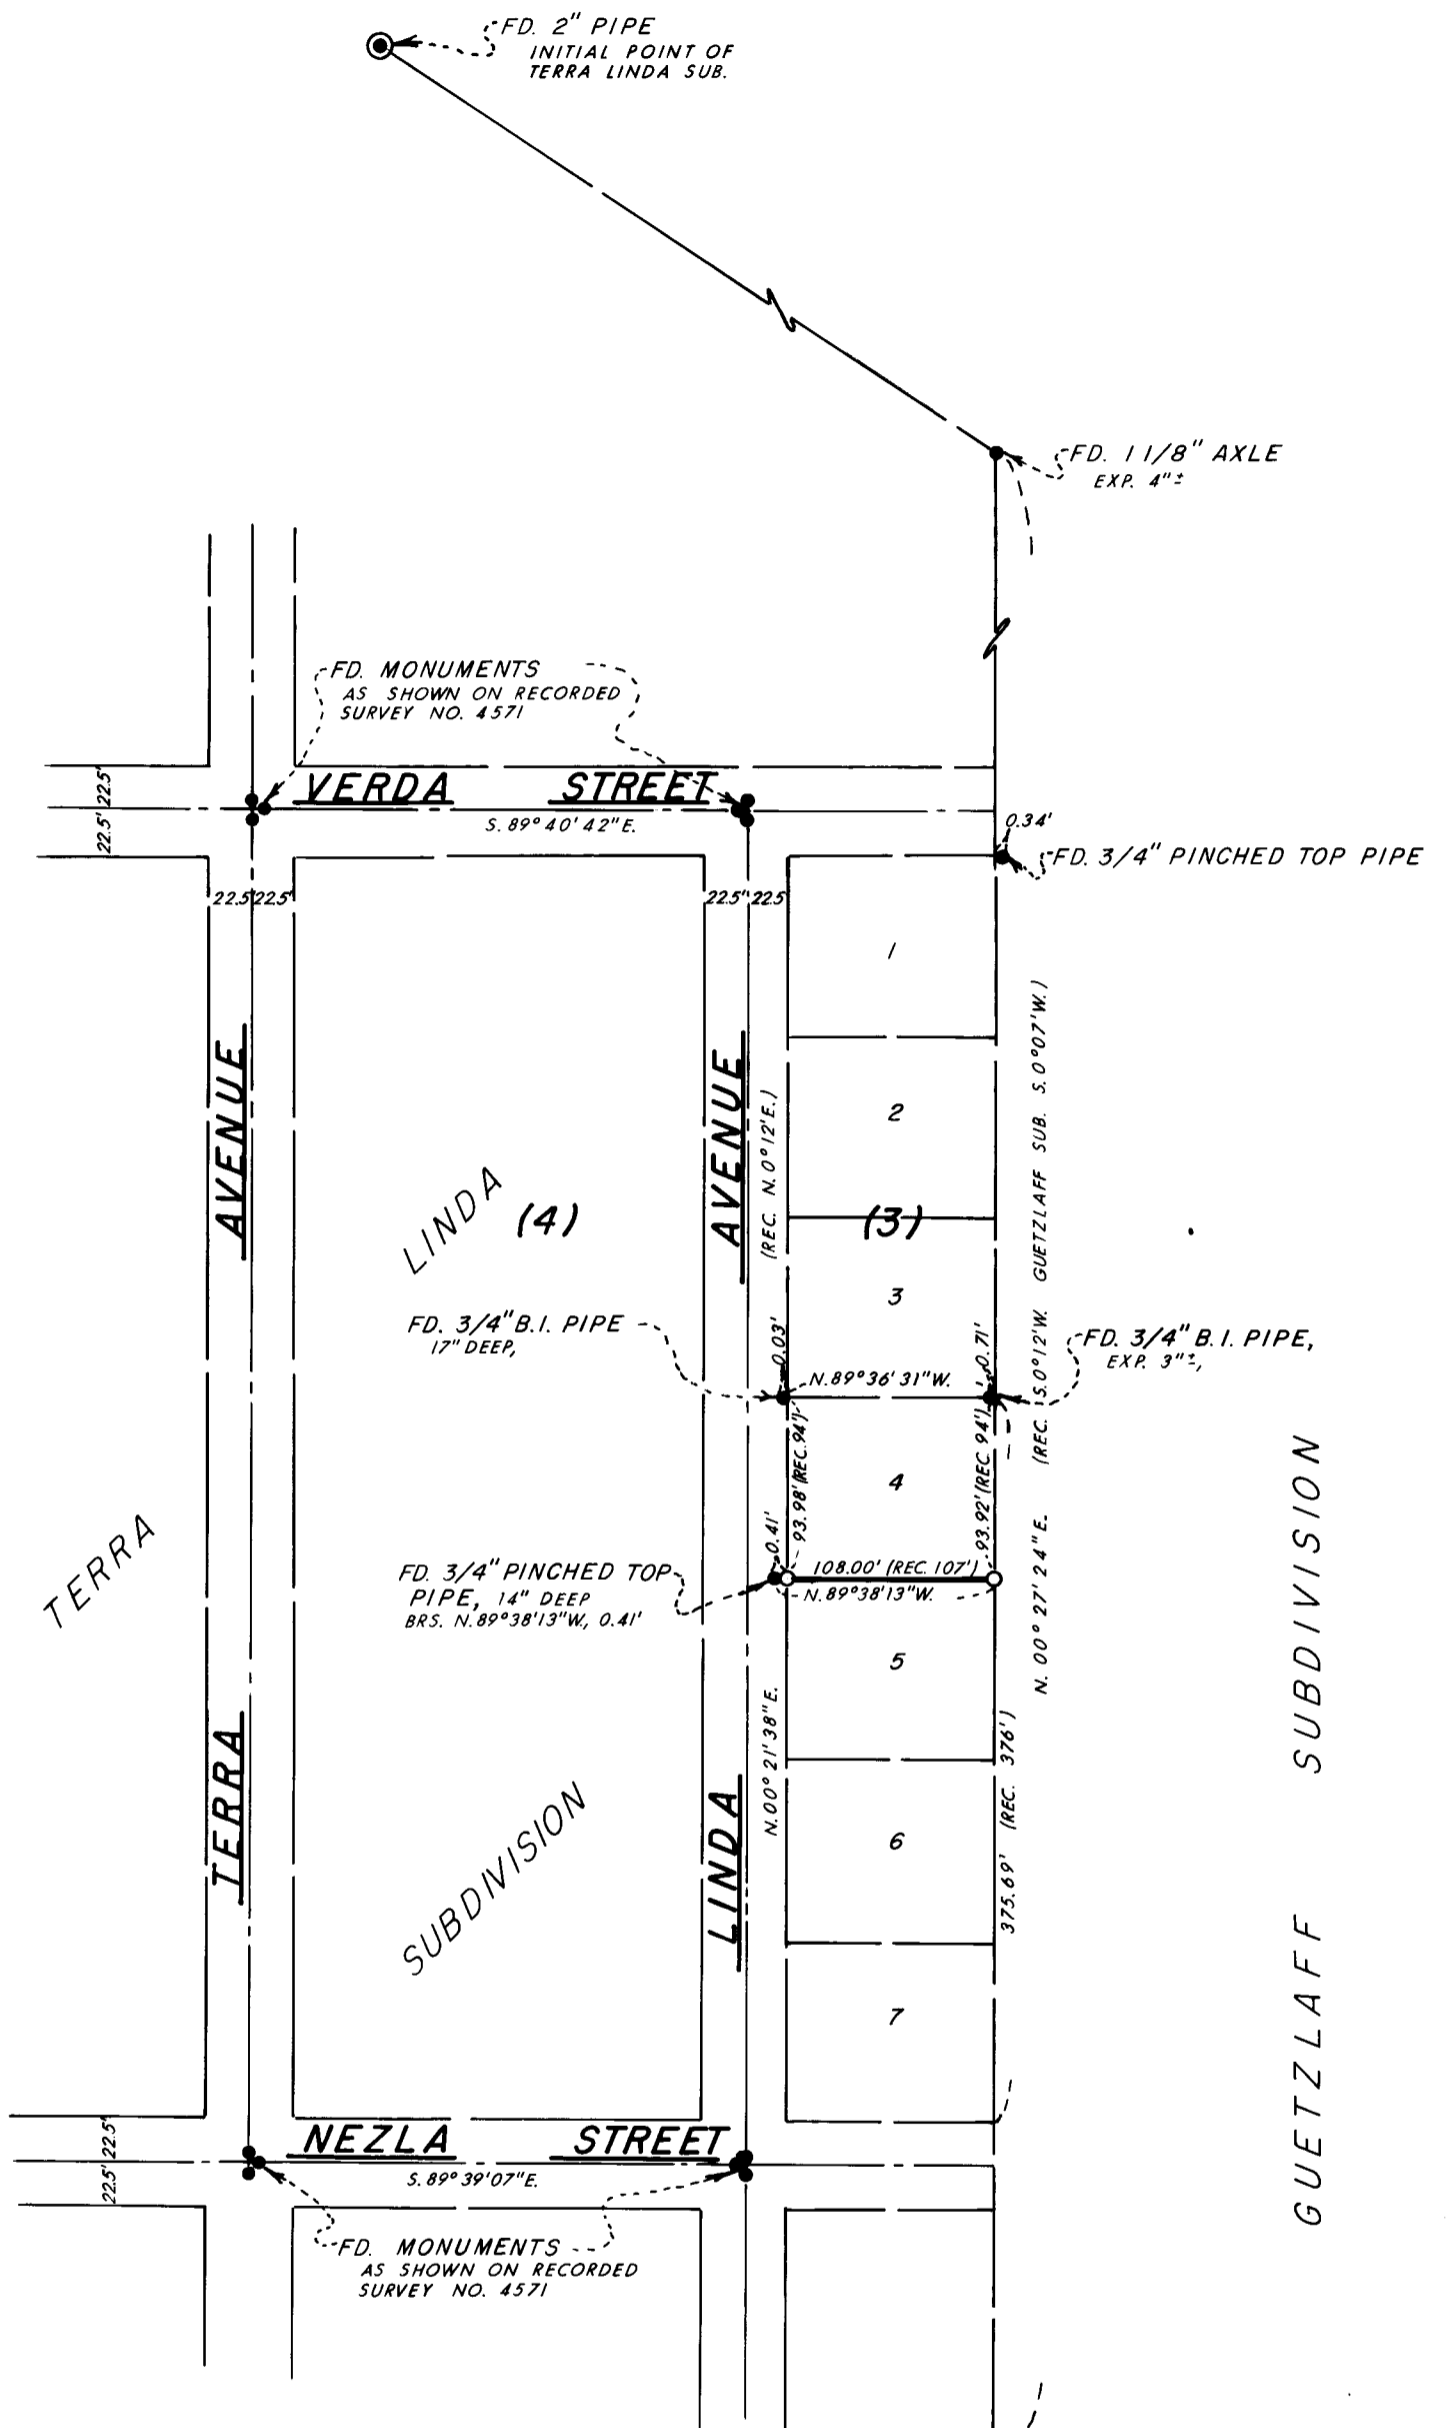 FD. 2" PIPE
INITIAL POINT OF
TERRA LINDA SUB.
FD. 1 1/8" AXLE
EXP. 4"±
FD. MONUMENTS
AS SHOWN ON RECORDED
SURVEY NO. 4571
22.5' 22.5'
VERDA STREET
S. 89° 40' 42" E.
0.34'
FD. 3/4" PINCHED TOP PIPE
22.5' 22.5'
22.5' 22.5'
1
2
(3)
3
4
5
6
7
TERRA AVENUE
LINDA AVENUE
(REC. N. 0° 12' E.)
(REC. S. 0° 12' W. GUETZLAFF SUB. S. 0° 07' W.)
TERRA
LINDA
SUBDIVISION
(4)
FD. 3/4" B.I. PIPE
17" DEEP,
0.03'
0.71'
N. 89° 36' 31" W.
FD. 3/4" B.I. PIPE,
EXP. 3"±,
93.98' (REC. 94')
93.92' (REC. 94')
0.41'
108.00' (REC. 107')
N. 89° 38' 13" W.
FD. 3/4" PINCHED TOP
PIPE, 14" DEEP
BRS. N. 89° 38' 13" W., 0.41'
N. 00° 21' 38" E.
N. 00° 27' 24" E.
375.69' (REC. 376')
GUETZLAFF SUBDIVISION
22.5' 22.5'
NEZLA STREET
S. 89° 39' 07" E.
FD. MONUMENTS
AS SHOWN ON RECORDED
SURVEY NO. 4571